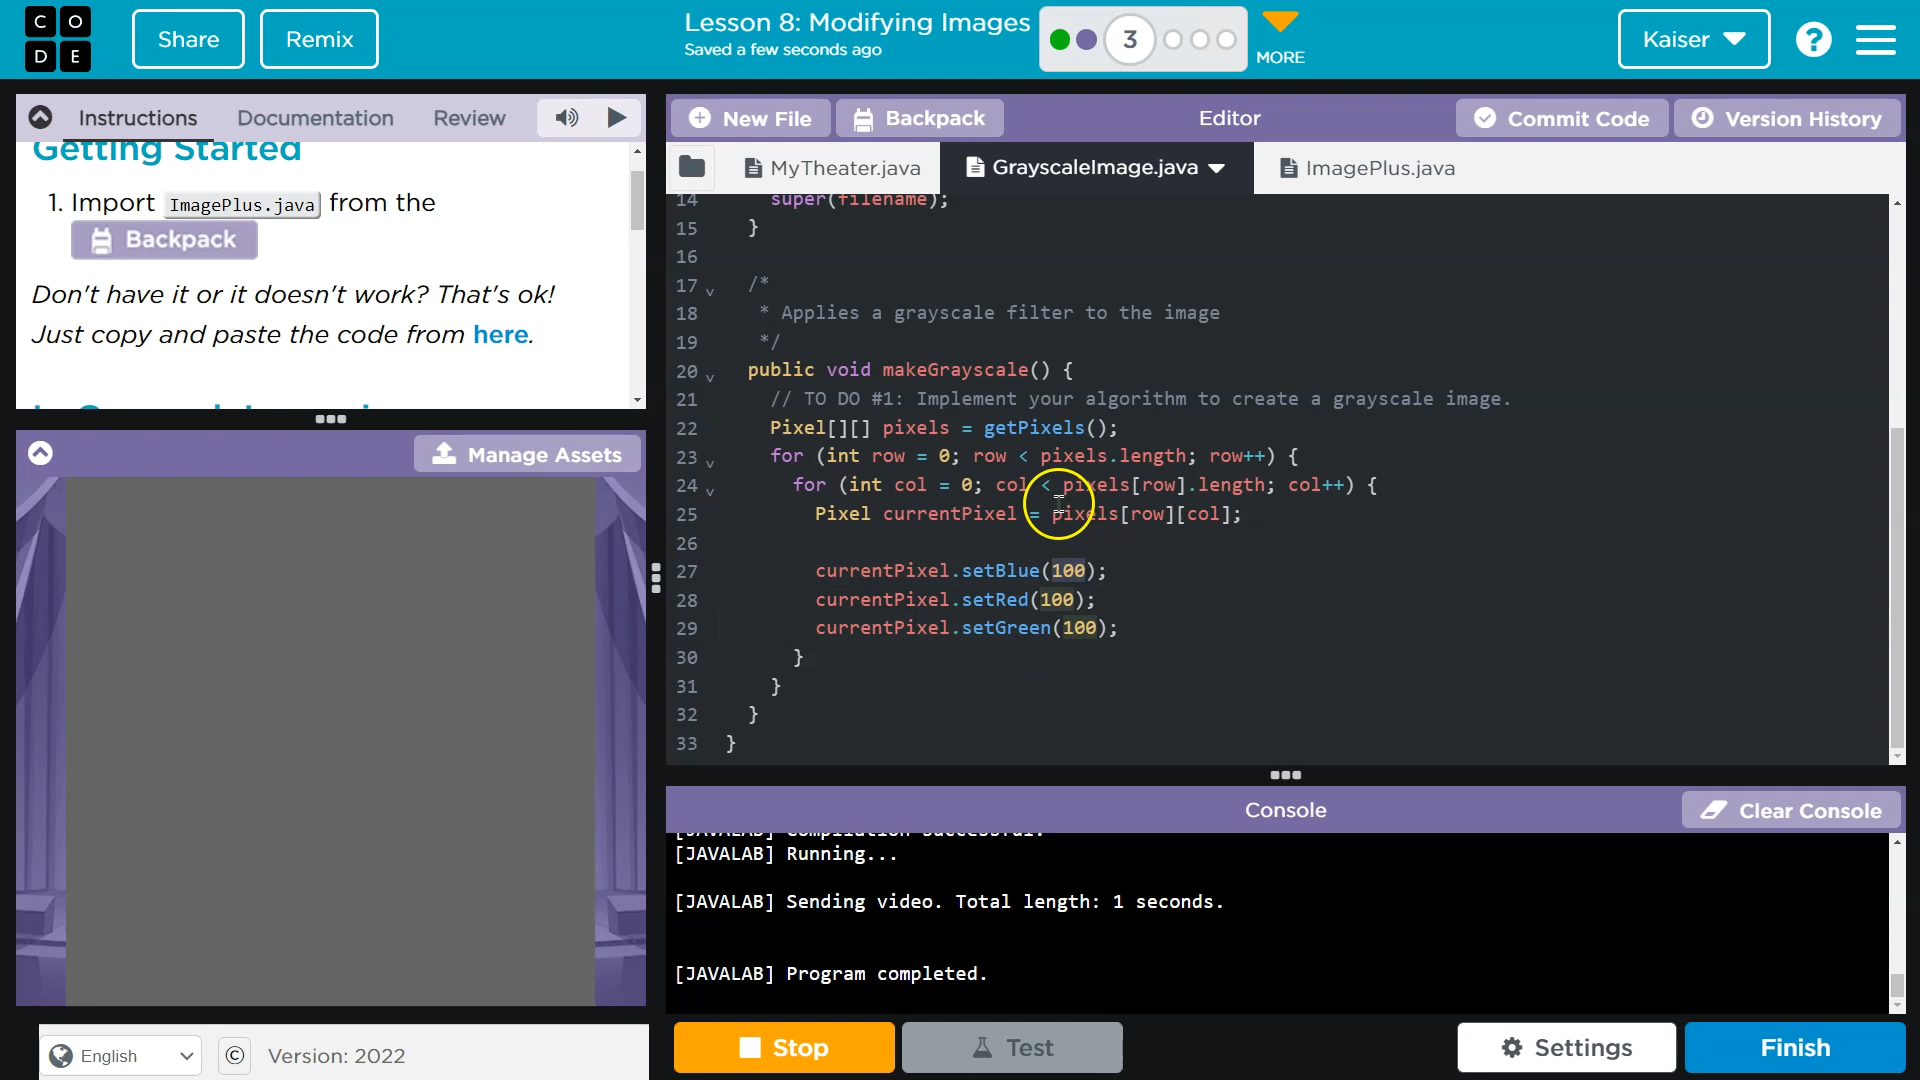 CO
DE
Share
Remix
Lesson 8: Modifying Images
Saved a few seconds ago
3
MORE
Kaiser
?
Instructions
Documentation
Review
New File
Backpack
Editor
Commit Code
Version History
MyTheater.java
GrayscaleImage.java
ImagePlus.java
Getting Started
1. Import ImagePlus.java from the
Backpack
Don't have it or it doesn't work? That's ok!
Just copy and paste the code from here.
Manage Assets
14 super(filename);
15 }
16
17 /*
18 * Applies a grayscale filter to the image
19 */
20 public void makeGrayscale() {
21 // TO DO #1: Implement your algorithm to create a grayscale image.
22 Pixel[][] pixels = getPixels();
23 for (int row = 0; row < pixels.length; row++) {
24 for (int col = 0; col < pixels[row].length; col++) {
25 Pixel currentPixel = pixels[row][col];
26
27 currentPixel.setBlue(100);
28 currentPixel.setRed(100);
29 currentPixel.setGreen(100);
30 }
31 }
32 }
33 }
Console
Clear Console
[JAVALAB] Compilation successful.
[JAVALAB] Running...
[JAVALAB] Sending video. Total length: 1 seconds.
[JAVALAB] Program completed.
English
©
Version: 2022
Stop
Test
Settings
Finish